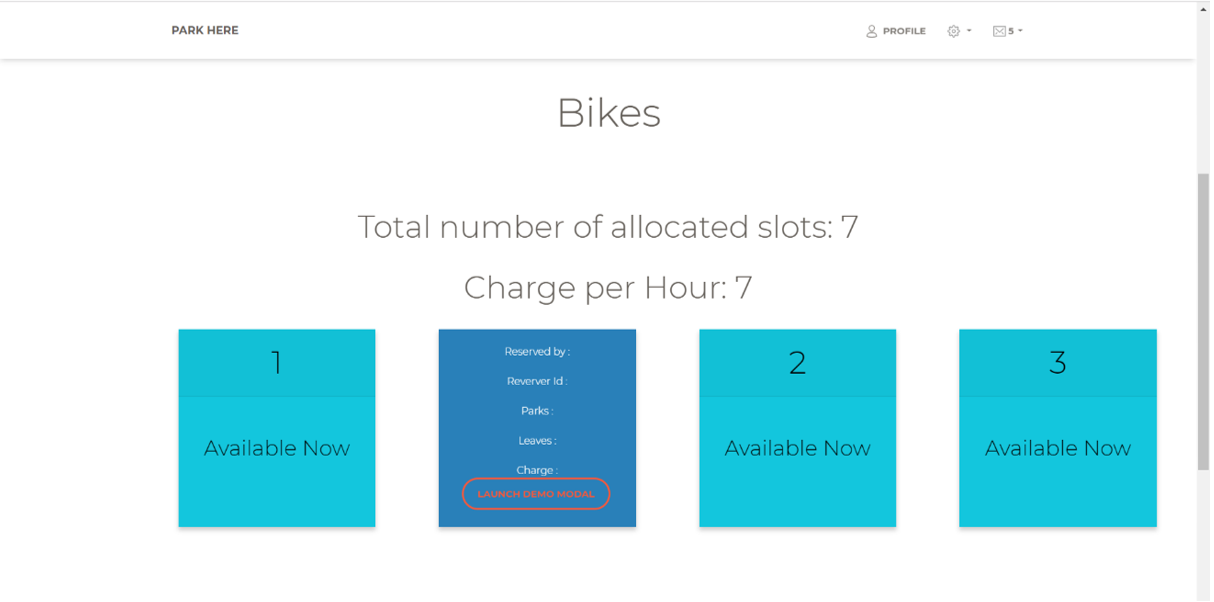 PARK HERE
PROFILE
5
Bikes
Total number of allocated slots: 7
Charge per Hour: 7
1
Available Now
Reserved by :
Reverver Id :
Parks :
Leaves :
Charge :
LAUNCH DEMO MODAL
2
Available Now
3
Available Now